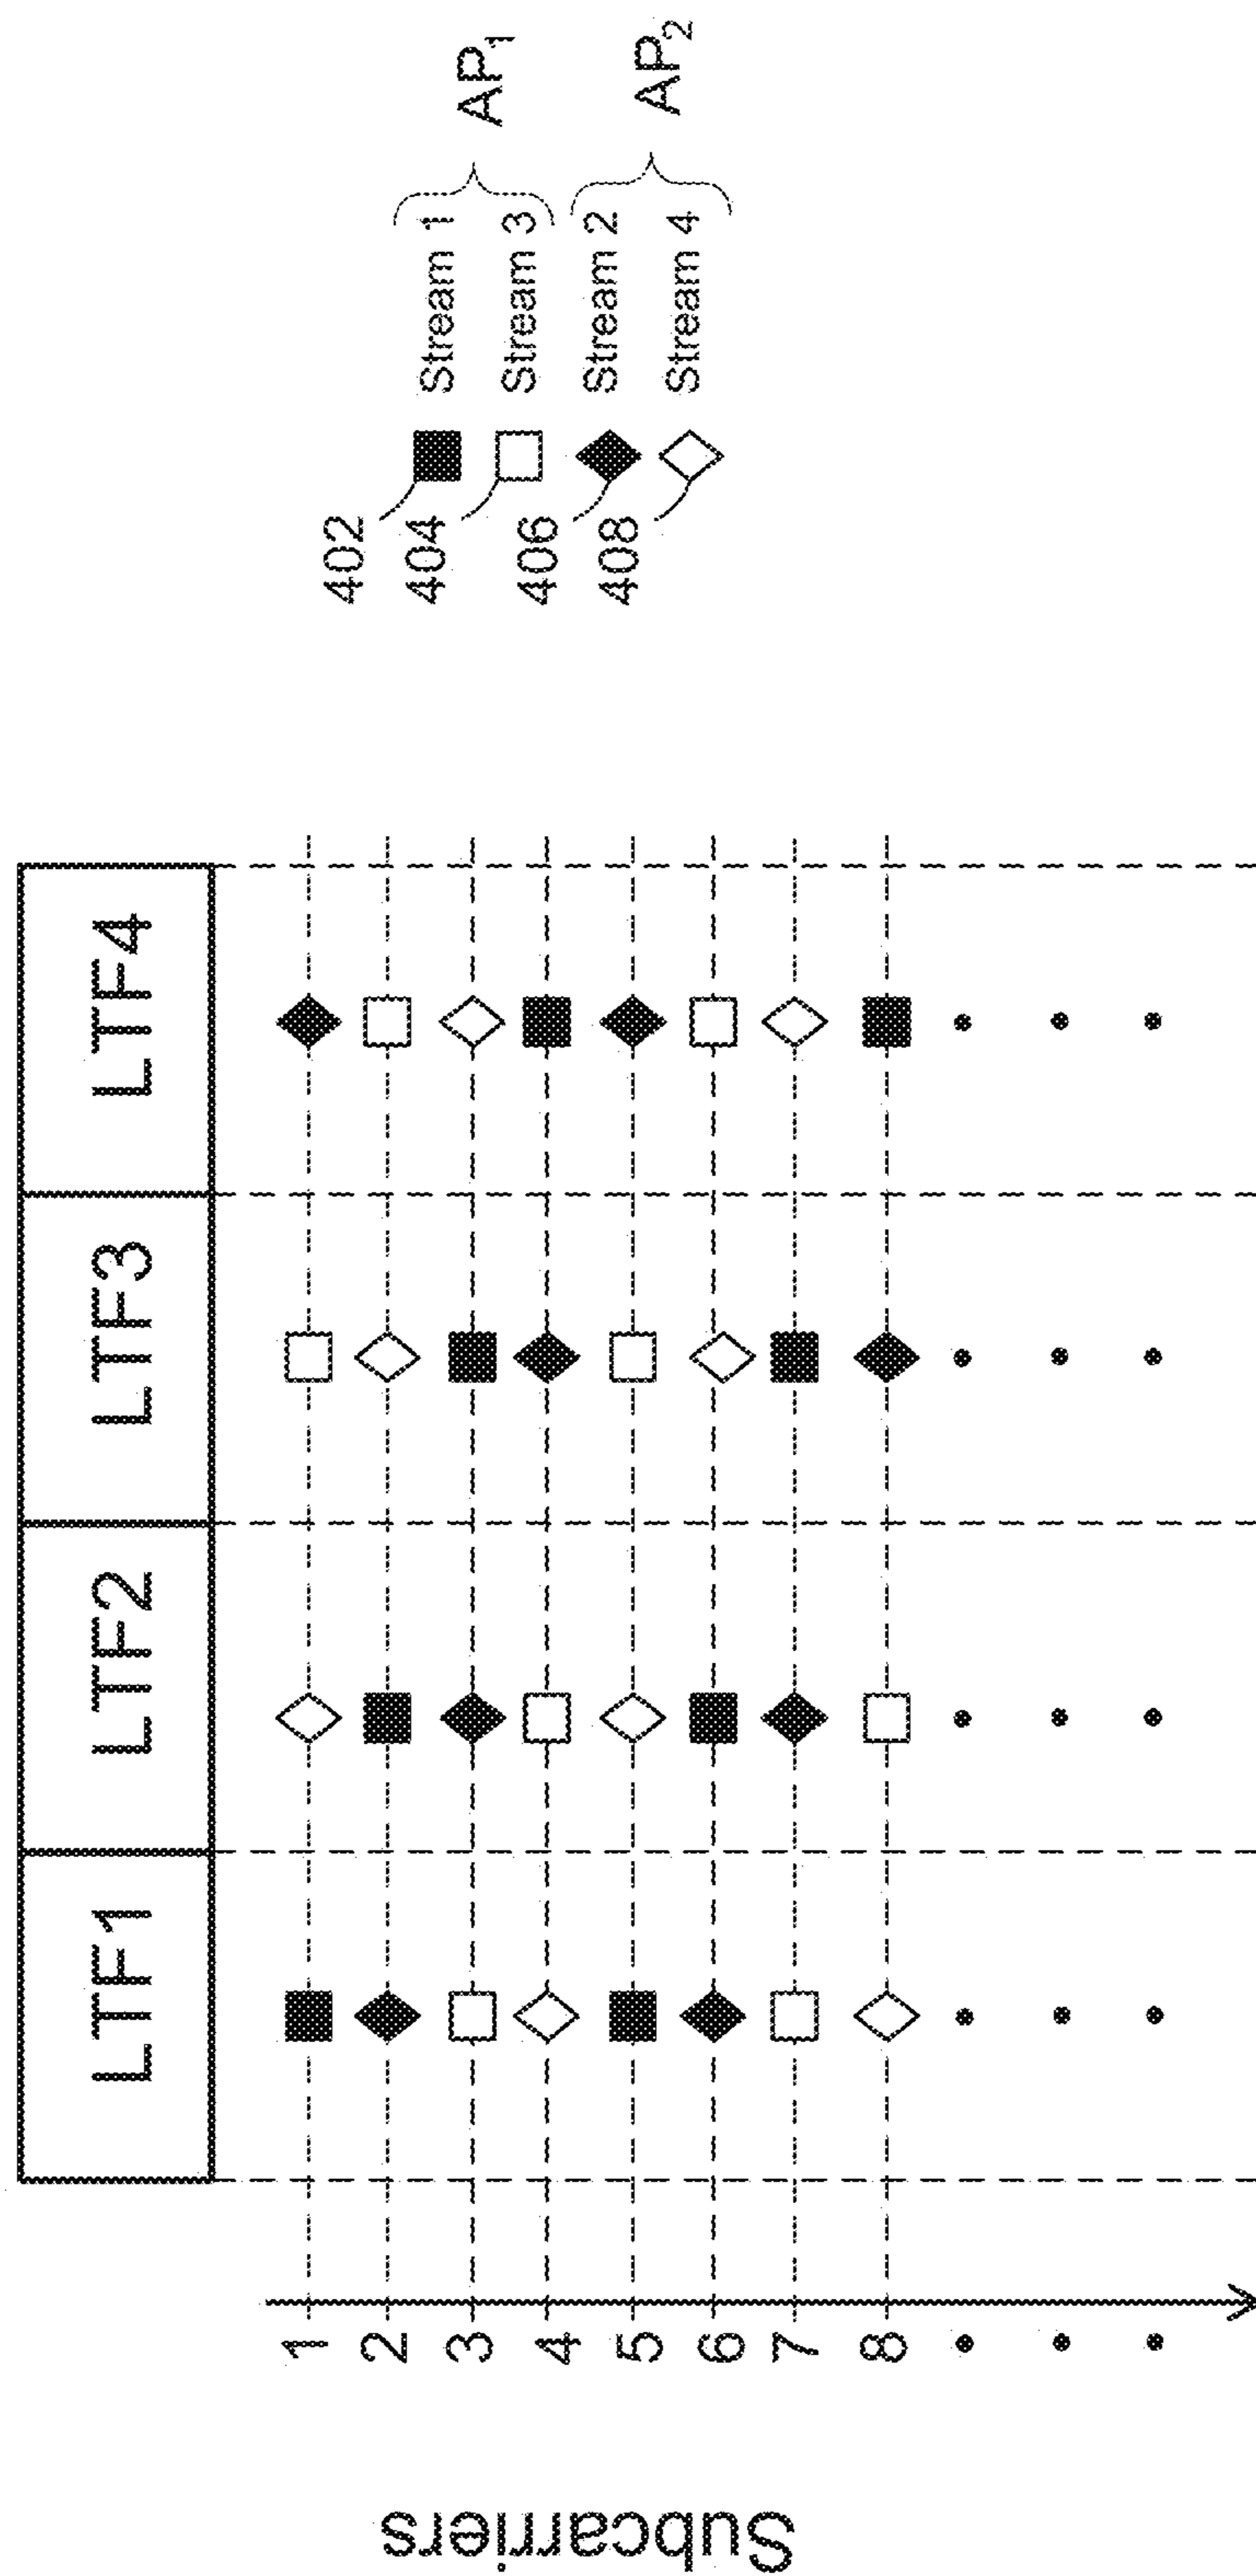 LTF1 LTF2 LTF3 LTF4
Subcarriers
1
2
3
4
5
6
7
8
402 Stream 1
404 Stream 3
AP1
406 Stream 2
408 Stream 4
AP2